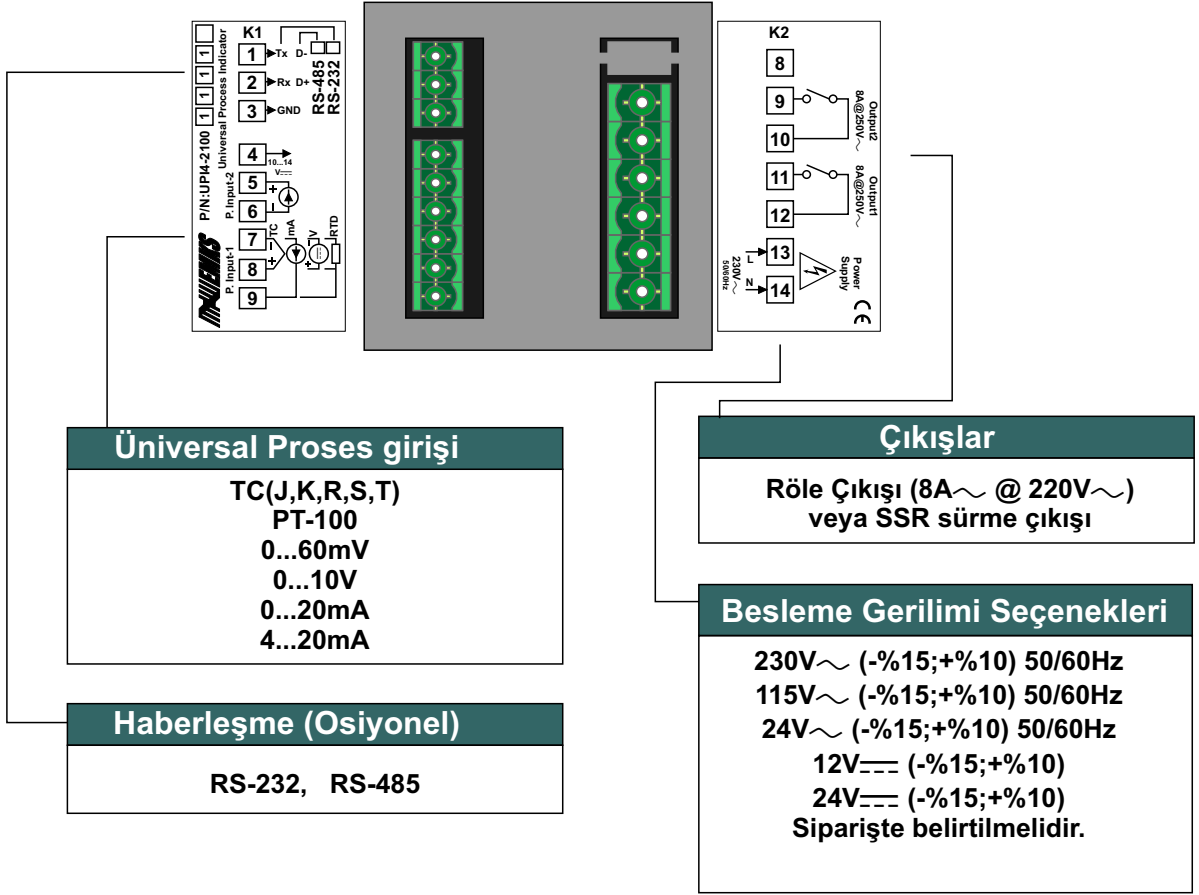 K1
1 Tx D-
2 Rx D+
3 GND
RS-485
RS-232
4
10...14
V
5
6
7
8
9
P. Input-2
P. Input-1
TC
mA
V
RTD
P/N:UPI4-2100 1 1 1 1
Universal Process Indicator
K2
8
9
10
Output2
8A@250V~
11
12
Output1
8A@250V~
13
L
14
N
230V~
50/60Hz
Power
Supply
CE
Üniversal Proses girişi
TC(J,K,R,S,T)
PT-100
0...60mV
0...10V
0...20mA
4...20mA
Haberleşme (Osiyonel)
RS-232, RS-485
Çıkışlar
Röle Çıkışı (8A~ @ 220V~)
veya SSR sürme çıkışı
Besleme Gerilimi Seçenekleri
230V~ (-%15;+%10) 50/60Hz
115V~ (-%15;+%10) 50/60Hz
24V~ (-%15;+%10) 50/60Hz
12V⎓ (-%15;+%10)
24V⎓ (-%15;+%10)
Siparişte belirtilmelidir.